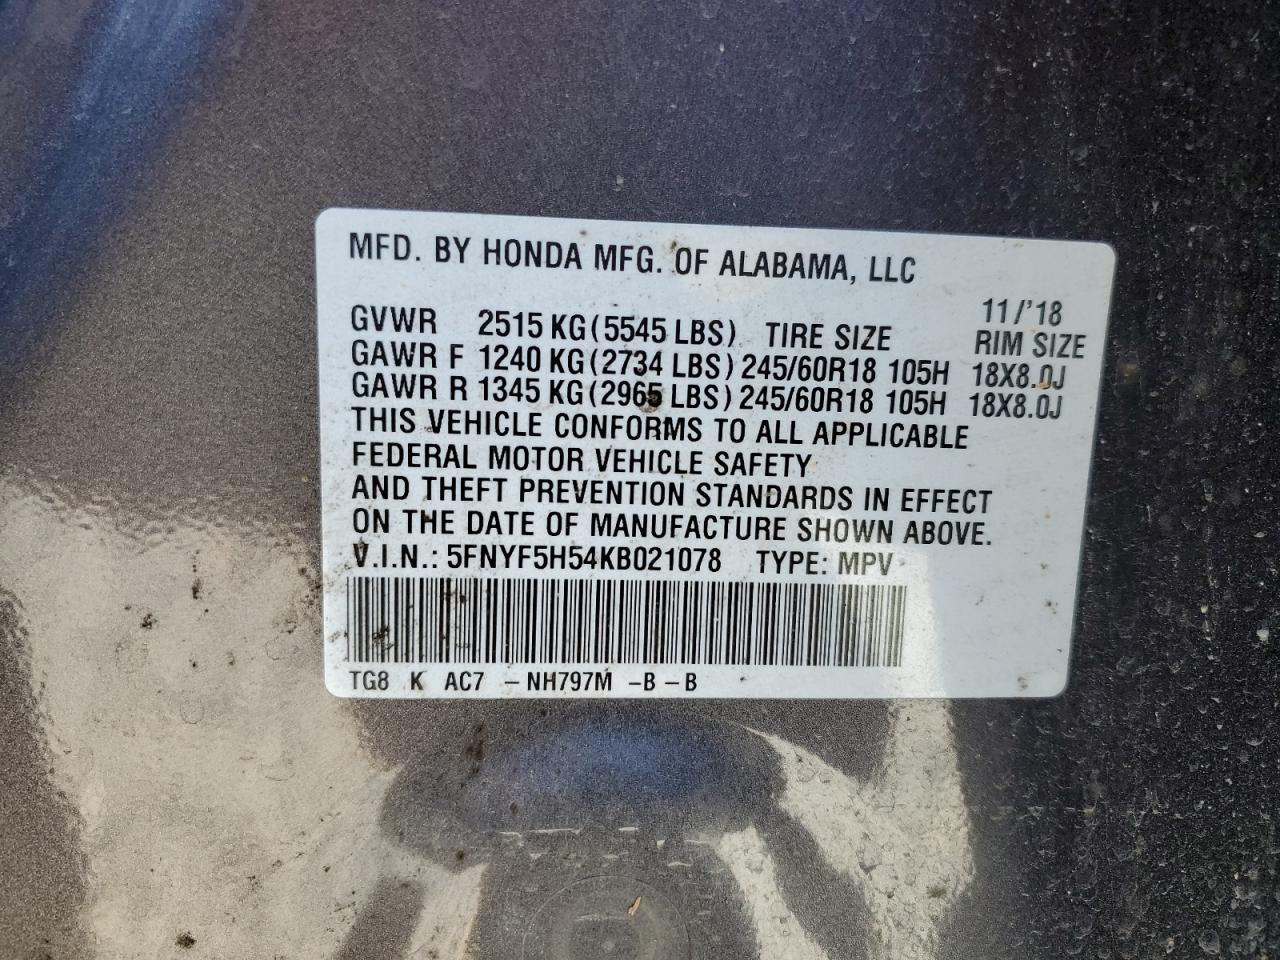 MFD. BY HONDA MFG. OF ALABAMA, LLC
11/'18
GVWR 2515 KG (5545 LBS) TIRE SIZE RIM SIZE
GAWR F 1240 KG (2734 LBS) 245/60R18 105H 18X8.0J
GAWR R 1345 KG (2965 LBS) 245/60R18 105H 18X8.0J
THIS VEHICLE CONFORMS TO ALL APPLICABLE
FEDERAL MOTOR VEHICLE SAFETY
AND THEFT PREVENTION STANDARDS IN EFFECT
ON THE DATE OF MANUFACTURE SHOWN ABOVE.
V.I.N.: 5FNYF5H54KB021078 TYPE: MPV
TG8 K AC7 – NH797M –B – B